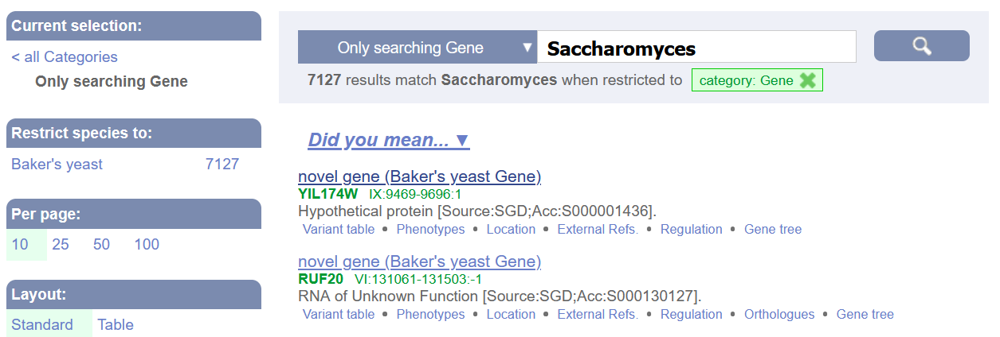 Current selection:
< all Categories
Only searching Gene
Restrict species to:
Baker's yeast 7127
Per page:
10 25 50 100
Layout:
Standard Table
Only searching Gene ▼ Saccharomyces
7127 results match Saccharomyces when restricted to category: Gene
Did you mean... ▼
novel gene (Baker's yeast Gene)
YIL174W IX:9469-9696:1
Hypothetical protein [Source:SGD;Acc:S000001436].
Variant table • Phenotypes • Location • External Refs. • Regulation • Gene tree
novel gene (Baker's yeast Gene)
RUF20 VI:131061-131503:-1
RNA of Unknown Function [Source:SGD;Acc:S000130127].
Variant table • Phenotypes • Location • External Refs. • Regulation • Orthologues • Gene tree